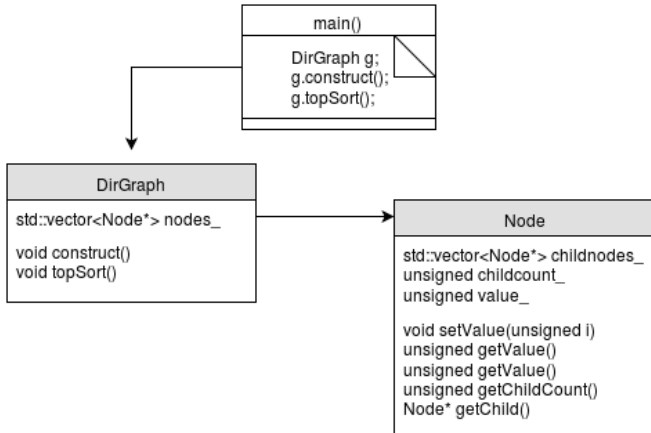 main()
DirGraph g;
g.construct();
g.topSort();
DirGraph
std::vector<Node*> nodes_
void construct()
void topSort()
Node
std::vector<Node*> childnodes_
unsigned childcount_
unsigned value_
void setValue(unsigned i)
unsigned getValue()
unsigned getValue()
unsigned getChildCount()
Node* getChild()